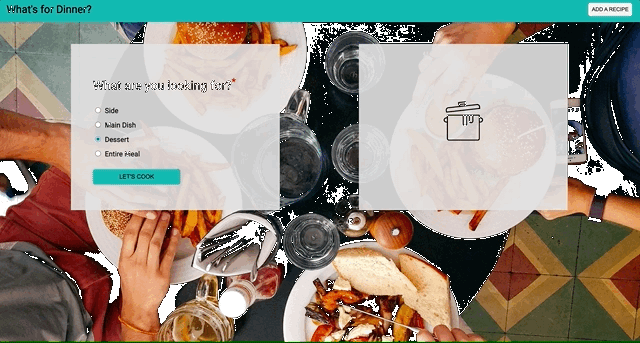 What's for Dinner?
ADD A RECIPE
What are you looking for?*
Side
Main Dish
Dessert
Entire Meal
LET'S COOK